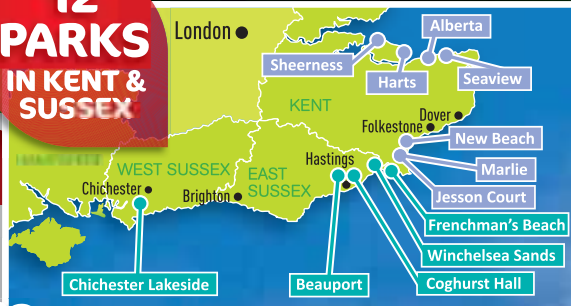 12
PARKS
IN KENT &
SUSSEX
London
Alberta
Sheerness
Harts
Seaview
KENT
Dover
Folkestone
New Beach
Hastings
WEST SUSSEX
EAST
SUSSEX
Marlie
Chichester
Brighton
Jesson Court
Frenchman's Beach
Winchelsea Sands
Chichester Lakeside
Beauport
Coghurst Hall